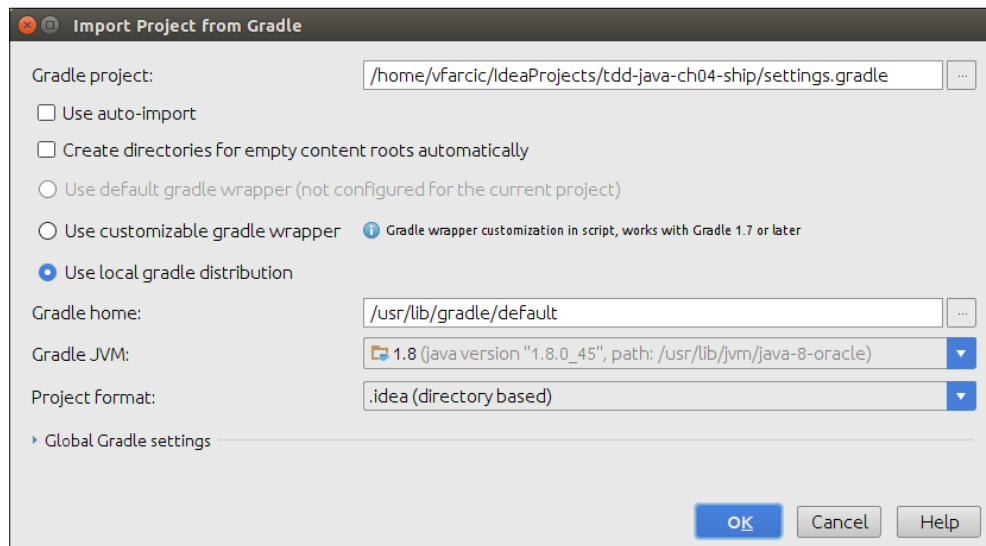 Import Project from Gradle
Gradle project: /home/vfarcic/IdeaProjects/tdd-java-ch04-ship/settings.gradle ...
Use auto-import
Create directories for empty content roots automatically
Use default gradle wrapper (not configured for the current project)
Use customizable gradle wrapper i Gradle wrapper customization in script, works with Gradle 1.7 or later
Use local gradle distribution
Gradle home: /usr/lib/gradle/default ...
Gradle JVM: 1.8 (java version "1.8.0_45", path: /usr/lib/jvm/java-8-oracle)
Project format: .idea (directory based)
Global Gradle settings
OK Cancel Help